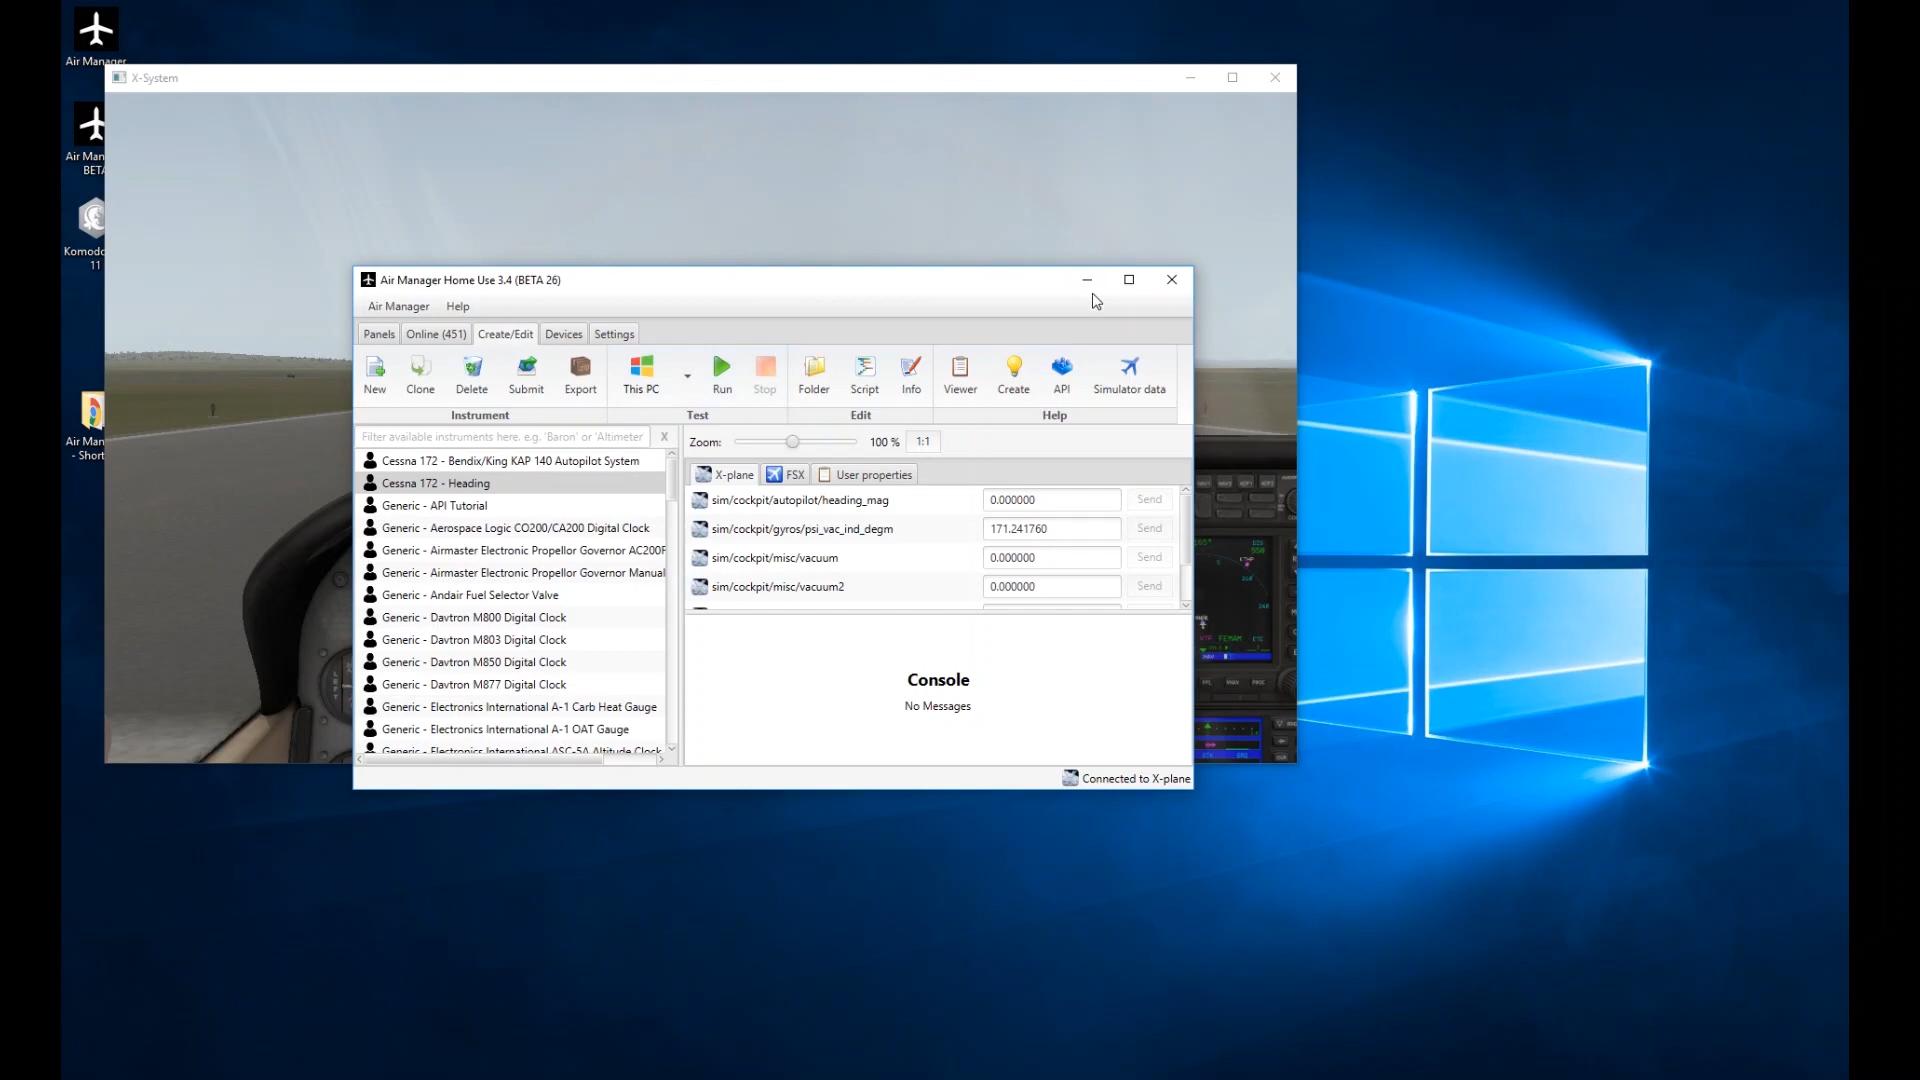 Air Manager
X-System
Air Man
BETA
Komodo
11
Air Man
- Short
Air Manager Home Use 3.4 (BETA 26)
Air Manager Help
Panels Online (451) Create/Edit Devices Settings
New Clone Delete Submit Export This PC Run Stop Folder Script Info Viewer Create API Simulator data
Instrument Test Edit Help
Filter available instruments here. e.g. 'Baron' or 'Altimeter X
Cessna 172 - Bendix/King KAP 140 Autopilot System
Cessna 172 - Heading
Generic - API Tutorial
Generic - Aerospace Logic CO200/CA200 Digital Clock
Generic - Airmaster Electronic Propellor Governor AC200F
Generic - Airmaster Electronic Propellor Governor Manual
Generic - Andair Fuel Selector Valve
Generic - Davtron M800 Digital Clock
Generic - Davtron M803 Digital Clock
Generic - Davtron M850 Digital Clock
Generic - Davtron M877 Digital Clock
Generic - Electronics International A-1 Carb Heat Gauge
Generic - Electronics International A-1 OAT Gauge
Generic - Electronics International ASC-5A Altitude Clock
Zoom: 100 % 1:1
X-plane FSX User properties
sim/cockpit/autopilot/heading_mag 0.000000 Send
sim/cockpit/gyros/psi_vac_ind_degm 171.241760 Send
sim/cockpit/misc/vacuum 0.000000 Send
sim/cockpit/misc/vacuum2 0.000000 Send
Console
No Messages
Connected to X-plane
LEFT